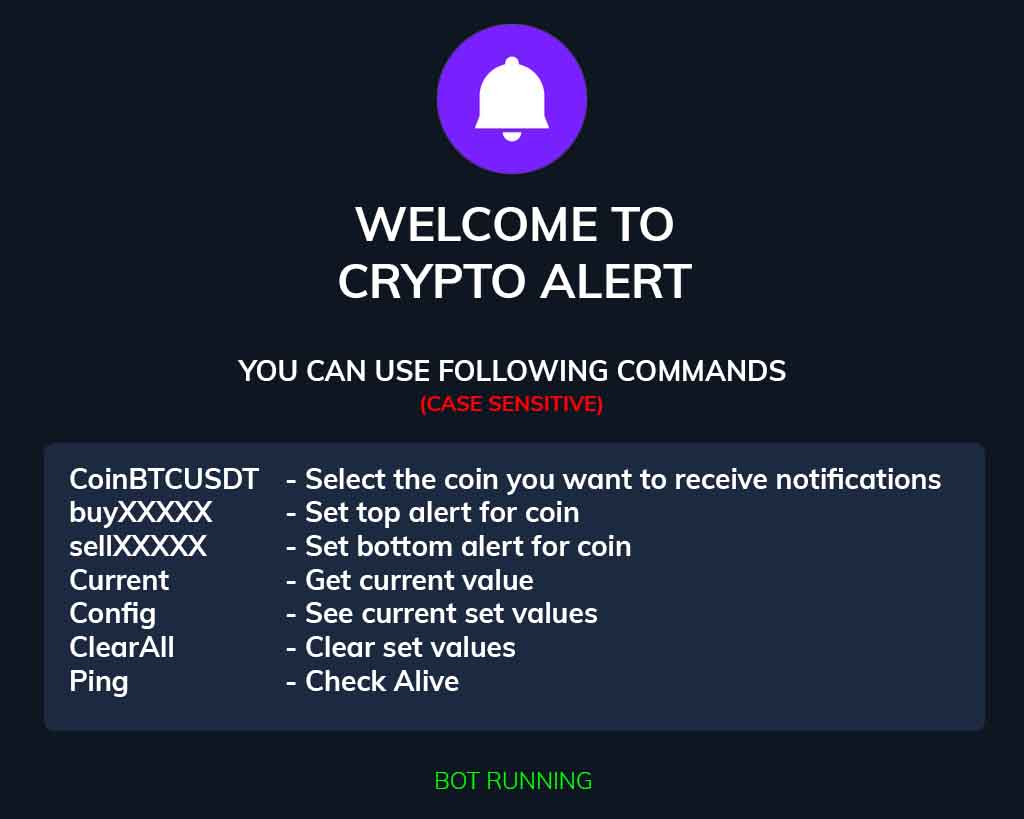 WELCOME TO
CRYPTO ALERT
YOU CAN USE FOLLOWING COMMANDS
(CASE SENSITIVE)
CoinBTCUSDT - Select the coin you want to receive notifications
buyXXXXX - Set top alert for coin
sellXXXXX - Set bottom alert for coin
Current - Get current value
Config - See current set values
ClearAll - Clear set values
Ping - Check Alive
BOT RUNNING